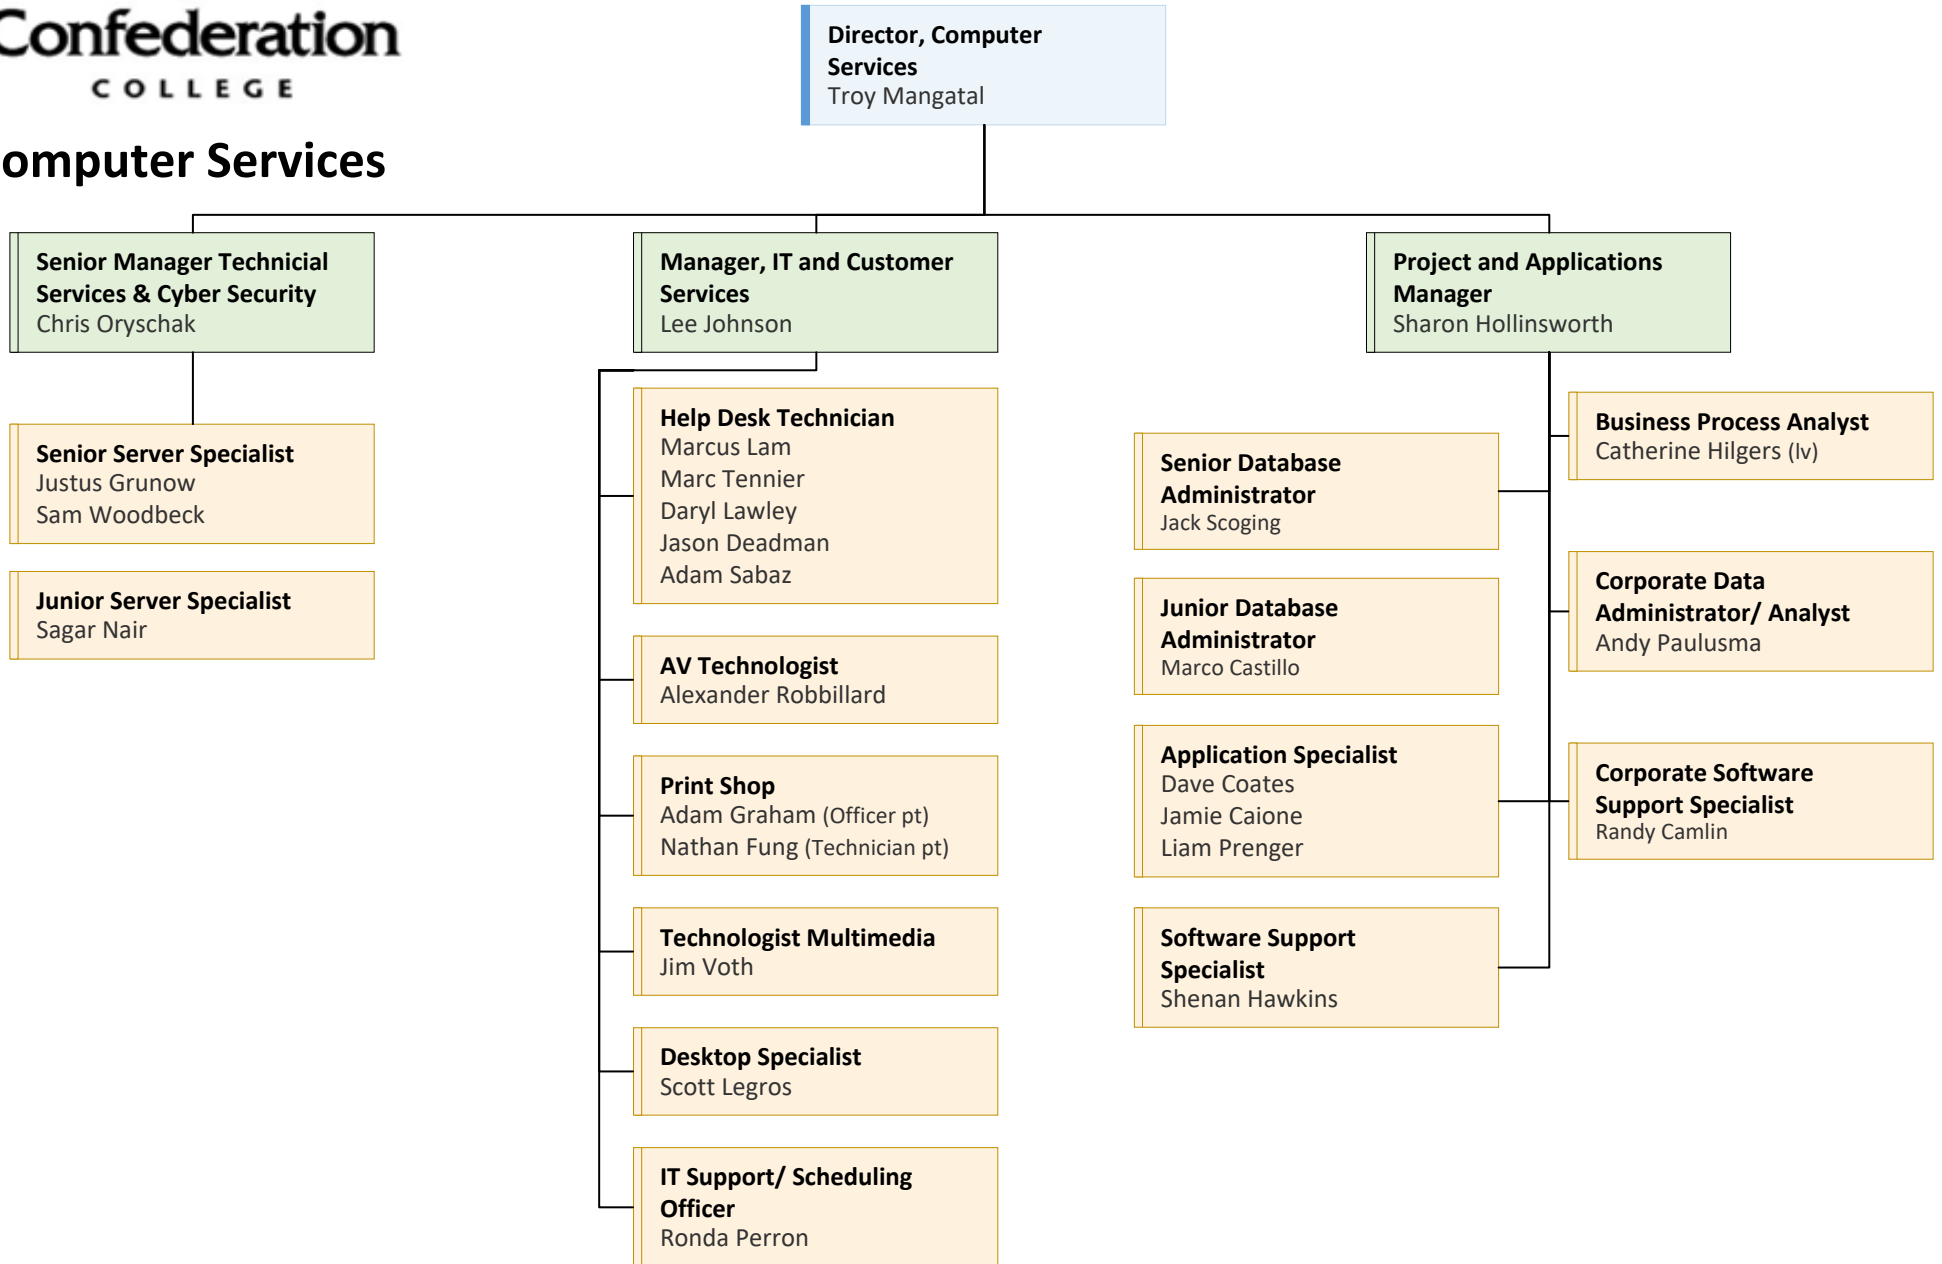 Confederation
COLLEGE
omputer Services
Director, Computer
Services
Troy Mangatal
Senior Manager Technicial
Services & Cyber Security
Chris Oryschak
Senior Server Specialist
Justus Grunow
Sam Woodbeck
Junior Server Specialist
Sagar Nair
Manager, IT and Customer
Services
Lee Johnson
Help Desk Technician
Marcus Lam
Marc Tennier
Daryl Lawley
Jason Deadman
Adam Sabaz
AV Technologist
Alexander Robbillard
Print Shop
Adam Graham (Officer pt)
Nathan Fung (Technician pt)
Technologist Multimedia
Jim Voth
Desktop Specialist
Scott Legros
IT Support/ Scheduling
Officer
Ronda Perron
Project and Applications
Manager
Sharon Hollinsworth
Senior Database
Administrator
Jack Scoging
Junior Database
Administrator
Marco Castillo
Application Specialist
Dave Coates
Jamie Caione
Liam Prenger
Software Support
Specialist
Shenan Hawkins
Business Process Analyst
Catherine Hilgers (lv)
Corporate Data
Administrator/ Analyst
Andy Paulusma
Corporate Software
Support Specialist
Randy Camlin